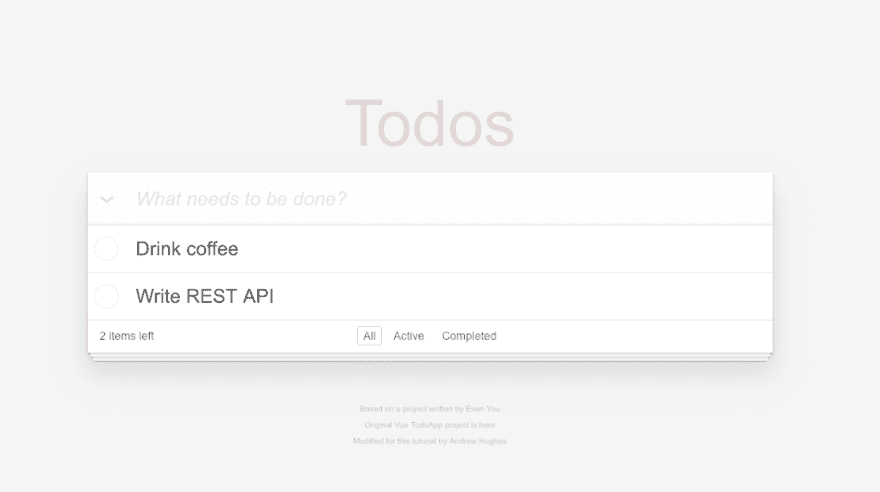 Todos
What needs to be done?
Drink coffee
Write REST API
2 items left All Active Completed
Based on a project written by Evan You
Original Vue TodoApp project is here
Modified for this tutorial by Andrew Hughes